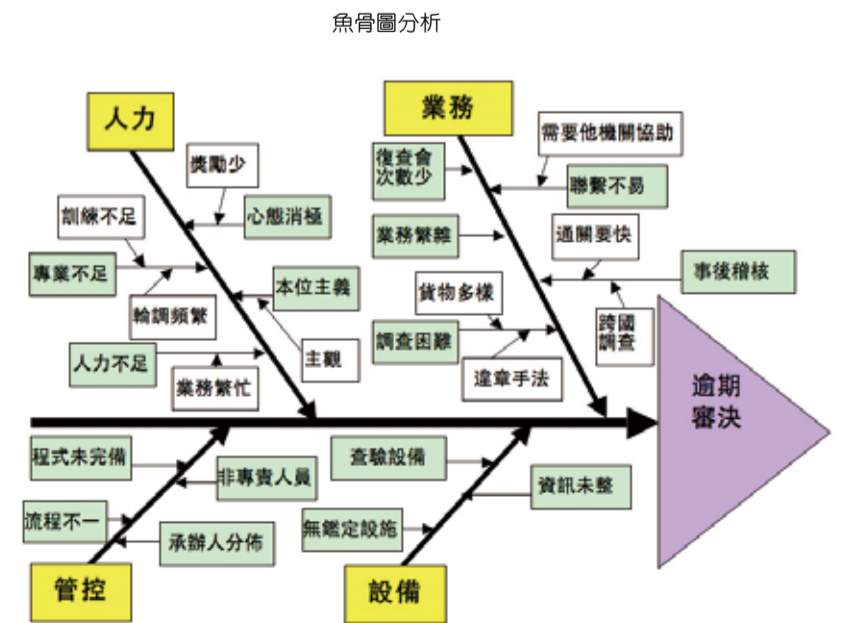 魚骨圖分析
人力
業務
獎勵少
需要他機關協助
復查會
次數少
聯繫不易
訓練不足
心態消極
業務繁雜
通關要快
專業不足
本位主義
貨物多樣
事後稽核
輪調頻繁
跨國
調查
人力不足
主觀
調查困難
業務繁忙
違章手法
逾期
審決
程式未完備
非專責人員
查驗設備
資訊未整
流程不一
承辦人分佈
無鑑定設施
管控
設備